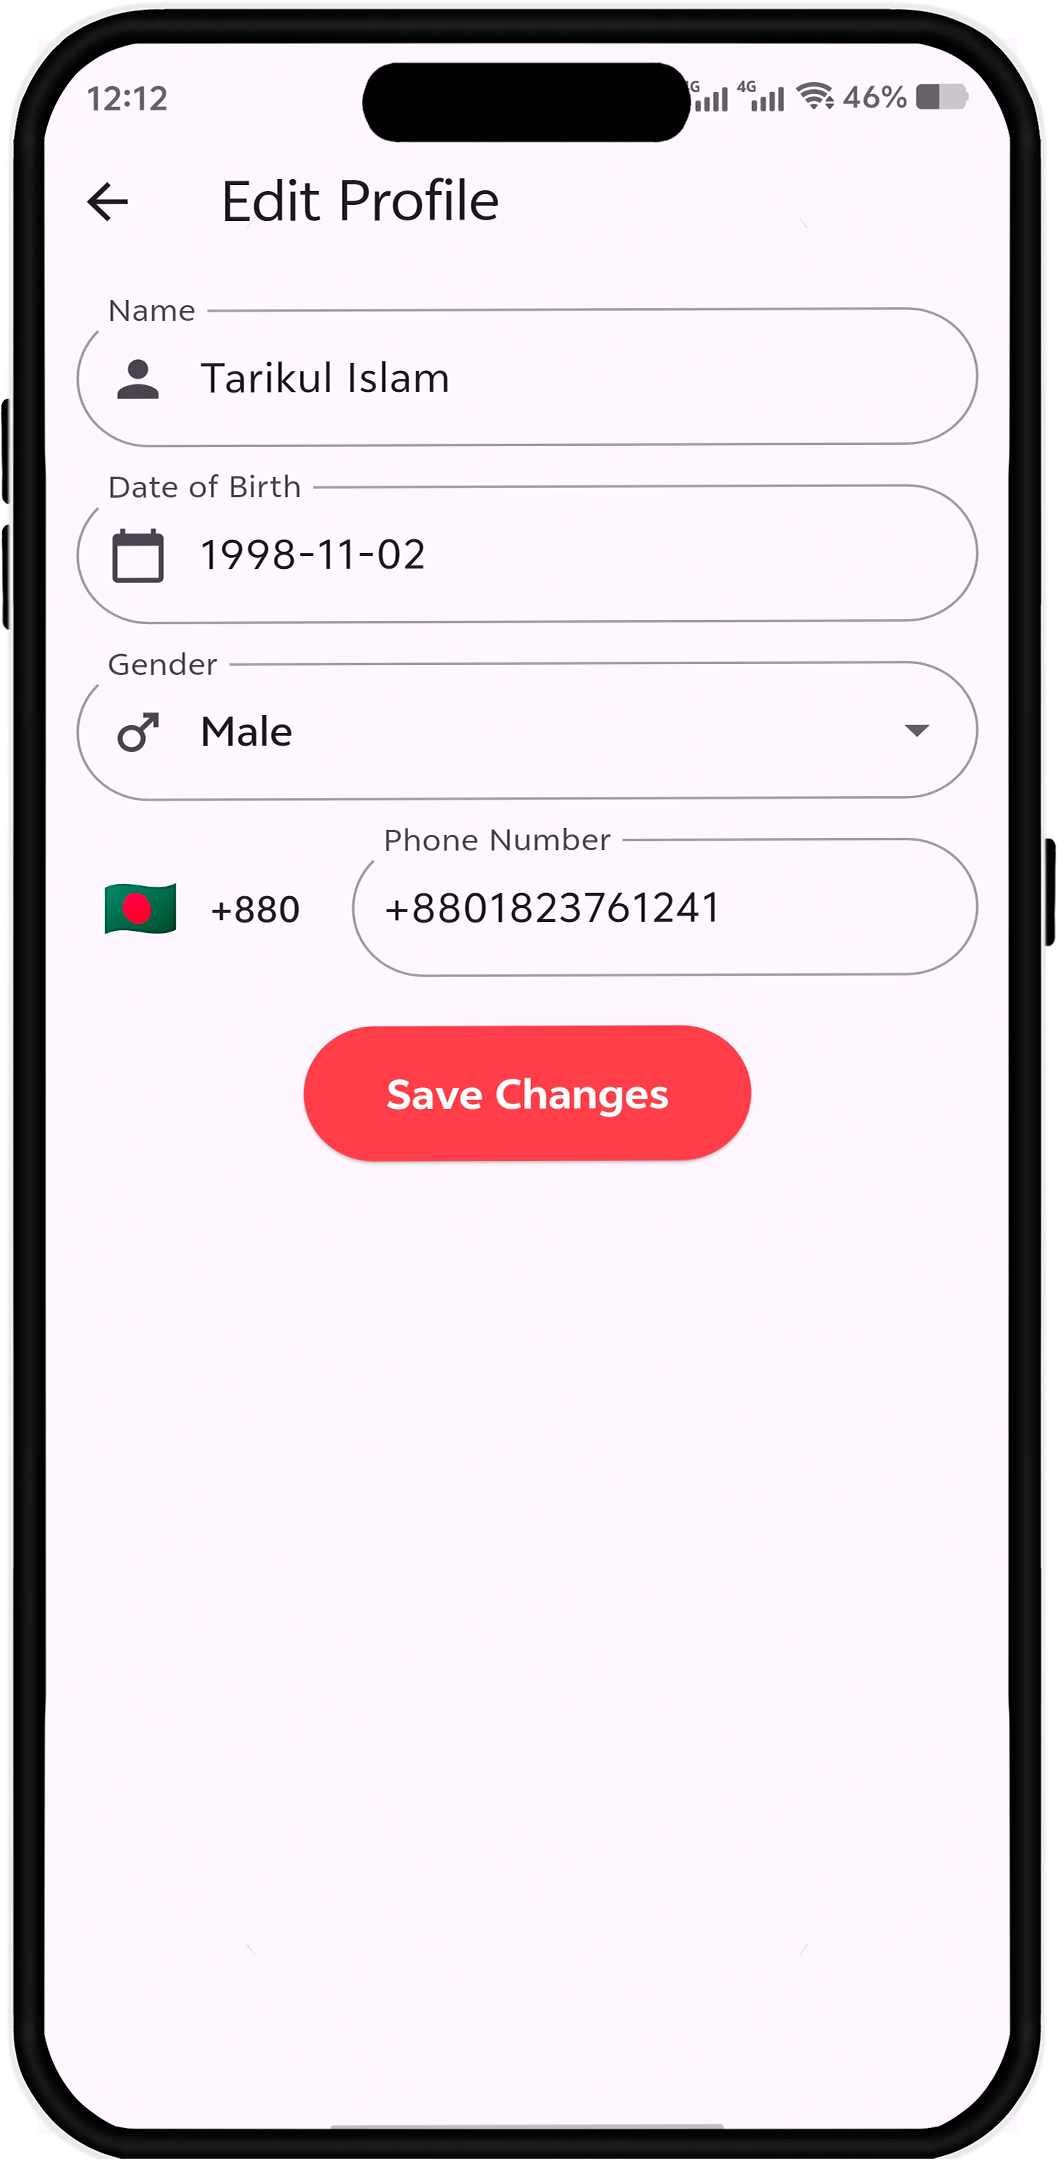 12:12
4G 46%
Edit Profile
Name
Tarikul Islam
Date of Birth
1998-11-02
Gender
Male
Phone Number
+880
+8801823761241
Save Changes